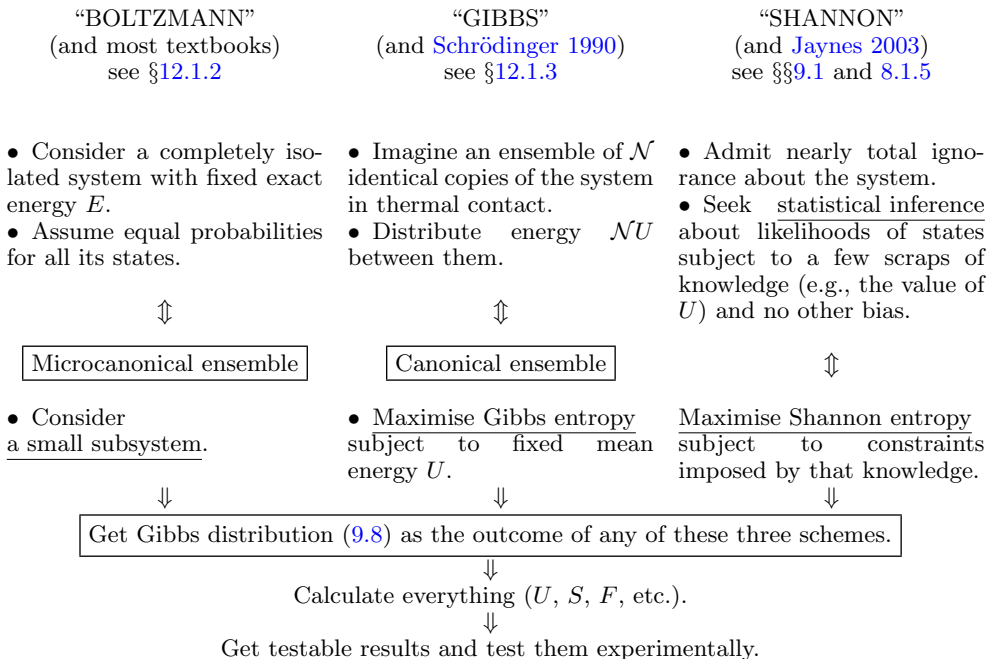 “BOLTZMANN”
(and most textbooks)
see §12.1.2
“GIBBS”
(and Schrödinger 1990)
see §12.1.3
“SHANNON”
(and Jaynes 2003)
see §§9.1 and 8.1.5
• Consider a completely iso-
lated system with fixed exact
energy E.
• Assume equal probabilities
for all its states.
⇕
Microcanonical ensemble
• Consider
a small subsystem.
⇓
• Imagine an ensemble of 𝒩
identical copies of the system
in thermal contact.
• Distribute energy 𝒩U
between them.
⇕
Canonical ensemble
• Maximise Gibbs entropy
subject to fixed mean
energy U.
⇓
• Admit nearly total igno-
rance about the system.
• Seek statistical inference
about likelihoods of states
subject to a few scraps of
knowledge (e.g., the value of
U) and no other bias.
⇕
Maximise Shannon entropy
subject to constraints
imposed by that knowledge.
⇓
Get Gibbs distribution (9.8) as the outcome of any of these three schemes.
⇓
Calculate everything (U, S, F, etc.).
⇓
Get testable results and test them experimentally.